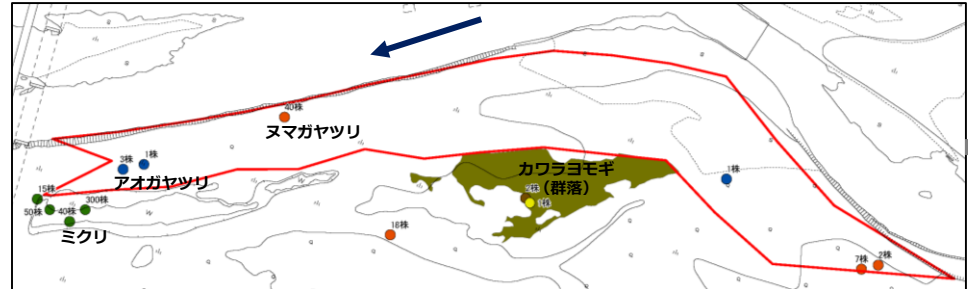 40株
ヌマガヤツリ
3株
1株
アオガヤツリ
カワラヨモギ
(群落)
1株
1株
15株
50株
40株
300株
ミクリ
18株
7株
2株